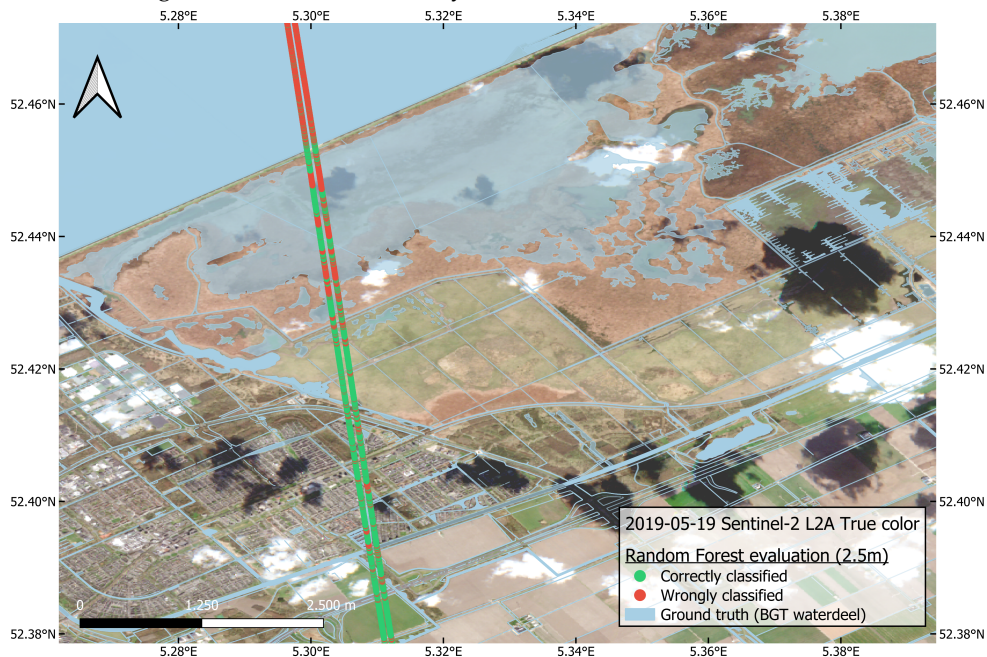 5.28°E 5.30°E 5.32°E 5.34°E 5.36°E 5.38°E
52.46°N 52.46°N
52.44°N 52.44°N
52.42°N 52.42°N
52.40°N 52.40°N
2019-05-19 Sentinel-2 L2A True color
Random Forest evaluation (2.5m)
Correctly classified
Wrongly classified
Ground truth (BGT waterdeel)
0 1.250 2.500 m
52.38°N 52.38°N
5.28°E 5.30°E 5.32°E 5.34°E 5.36°E 5.38°E